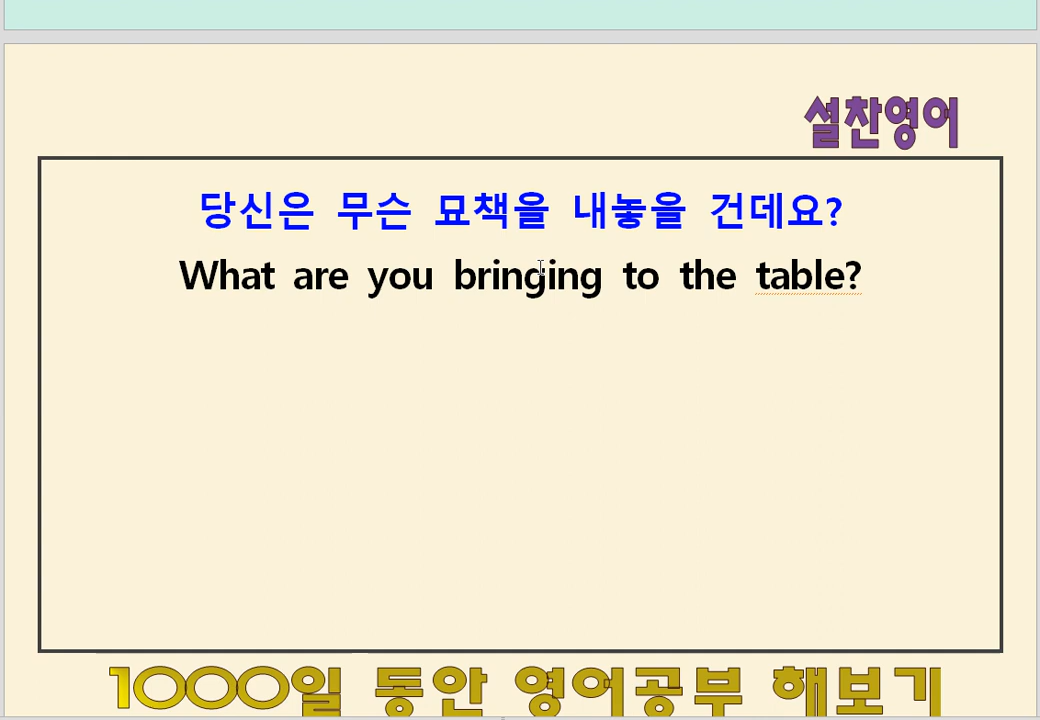 설찬영어
당신은 무슨 묘책을 내놓을 건데요?
What are you bringing to the table?
1000일 동안 영어공부 해보기